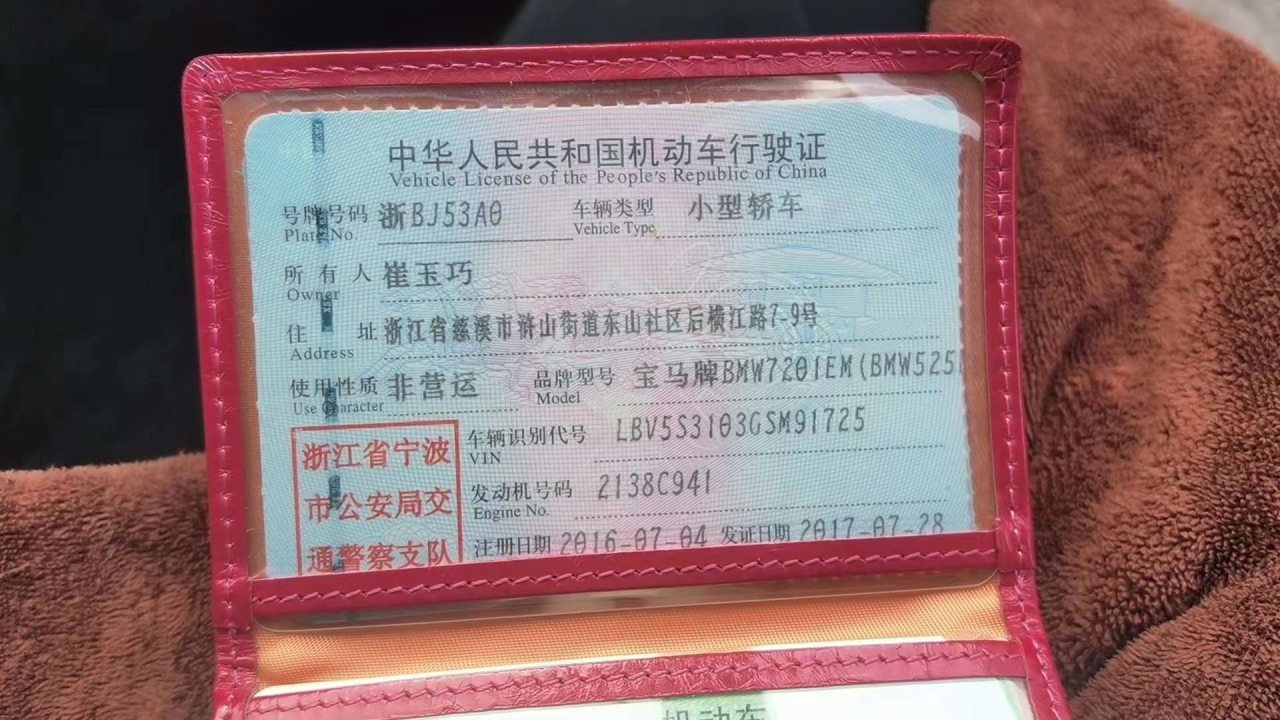 中华人民共和国机动车行驶证
Vehicle License of the People's Republic of China
号牌号码 浙BJ53A0 车辆类型 小型轿车
Plate No. Vehicle Type
所有人 崔玉巧
Owner
住址 浙江省慈溪市浒山街道东山社区后横江路7-9号
Address
使用性质 非营运 品牌型号 宝马牌BMW7201EM(BMW525
Use Character Model
浙江省宁波
市公安局交
通警察支队
车辆识别代号 LBV5S3103GSM91725
VIN
发动机号码 2138C941
Engine No.
注册日期 2016-07-04 发证日期 2017-07-28
机动车